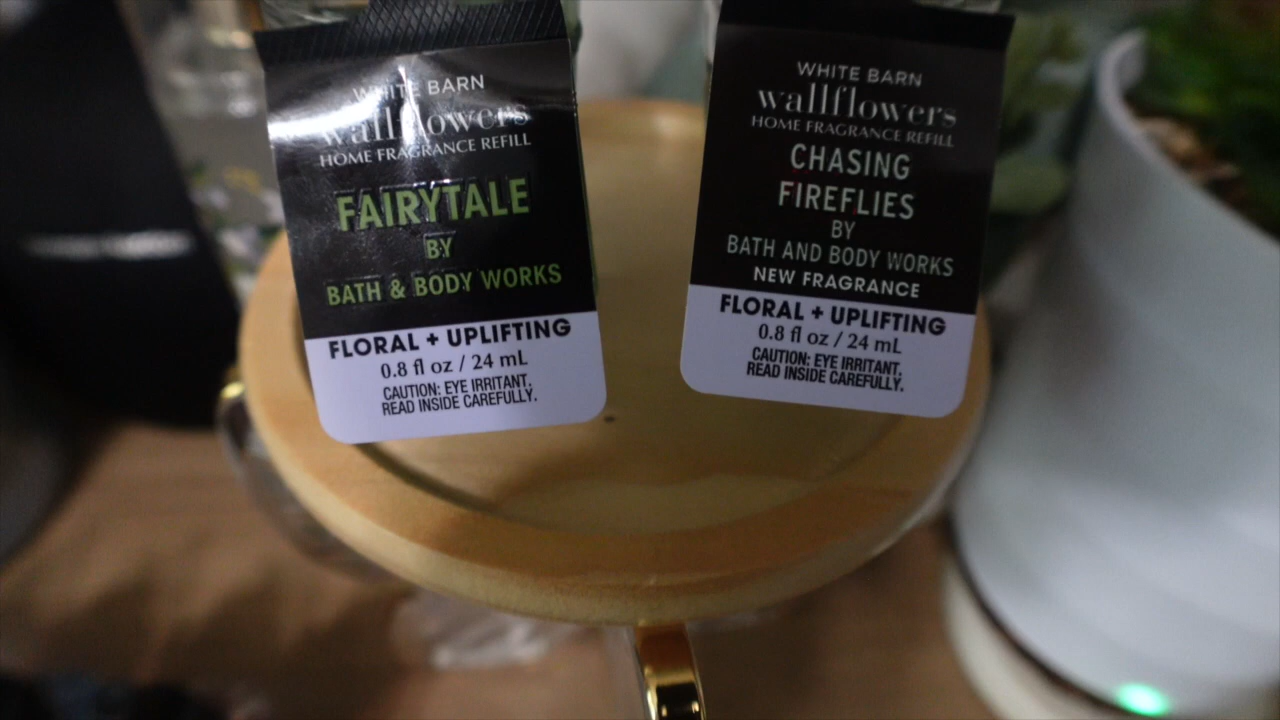 WHITE BARN
wallflowers
HOME FRAGRANCE REFILL
FAIRYTALE
BY
BATH & BODY WORKS
FLORAL + UPLIFTING
0.8 fl oz / 24 mL
CAUTION: EYE IRRITANT.
READ INSIDE CAREFULLY.
WHITE BARN
wallflowers
HOME FRAGRANCE REFILL
CHASING
FIREFLIES
BY
BATH AND BODY WORKS
NEW FRAGRANCE
FLORAL + UPLIFTING
0.8 fl oz / 24 mL
CAUTION: EYE IRRITANT.
READ INSIDE CAREFULLY.